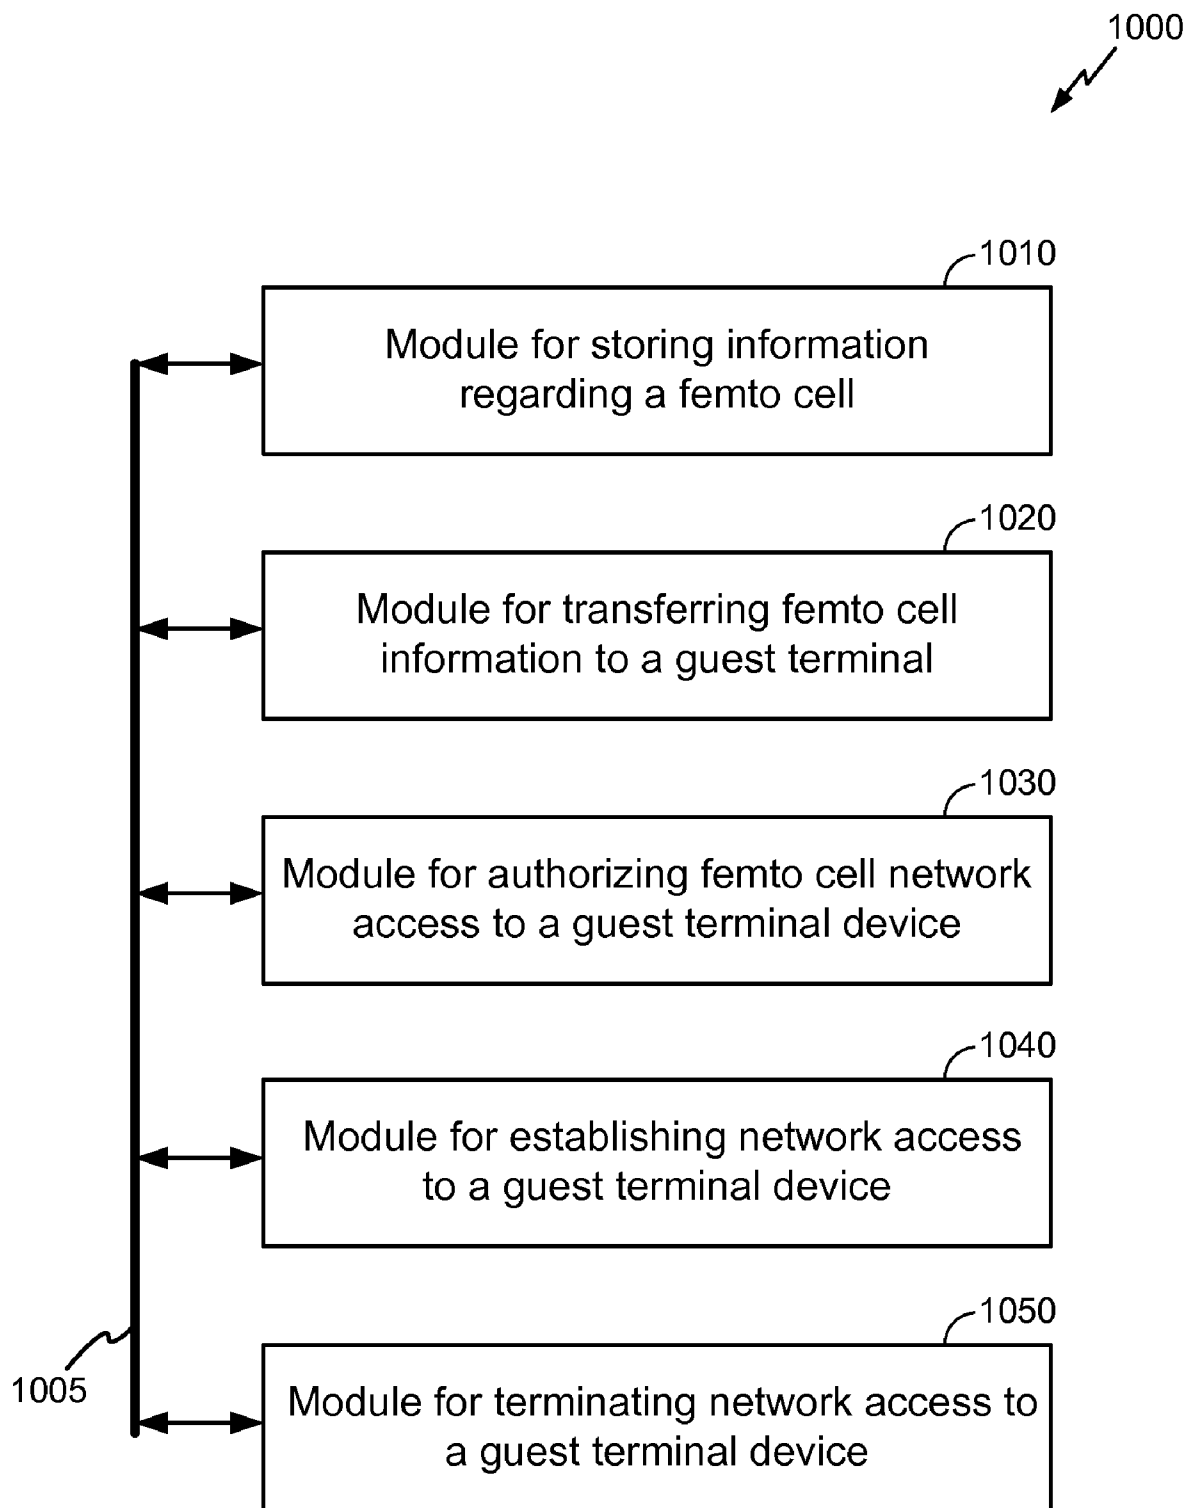 1000
1010
Module for storing information
regarding a femto cell
1020
Module for transferring femto cell
information to a guest terminal
1030
Module for authorizing femto cell network
access to a guest terminal device
1040
Module for establishing network access
to a guest terminal device
1050
1005
Module for terminating network access to
a guest terminal device